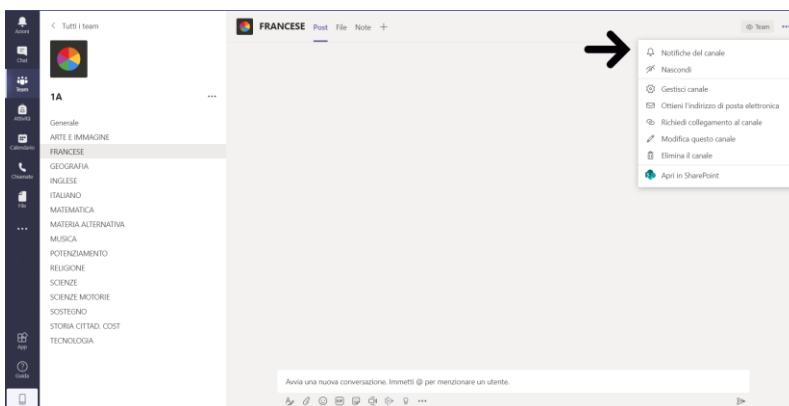 Azioni
Chat
Team
Attività
Calendario
Chiamate
File
App
Guida
Tutti i team
1A
Generale
ARTE E IMMAGINE
FRANCESE
GEOGRAFIA
INGLESE
ITALIANO
MATEMATICA
MATERIA ALTERNATIVA
MUSICA
POTENZIAMENTO
RELIGIONE
SCIENZE
SCIENZE MOTORIE
SOSTEGNO
STORIA CITTAD. COST
TECNOLOGIA
FRANCESE Post File Note +
Team
Notifiche del canale
Nascondi
Gestisci canale
Ottieni l'indirizzo di posta elettronica
Richiedi collegamento al canale
Modifica questo canale
Elimina il canale
Apri in SharePoint
Avvia una nuova conversazione. Immetti @ per menzionare un utente.